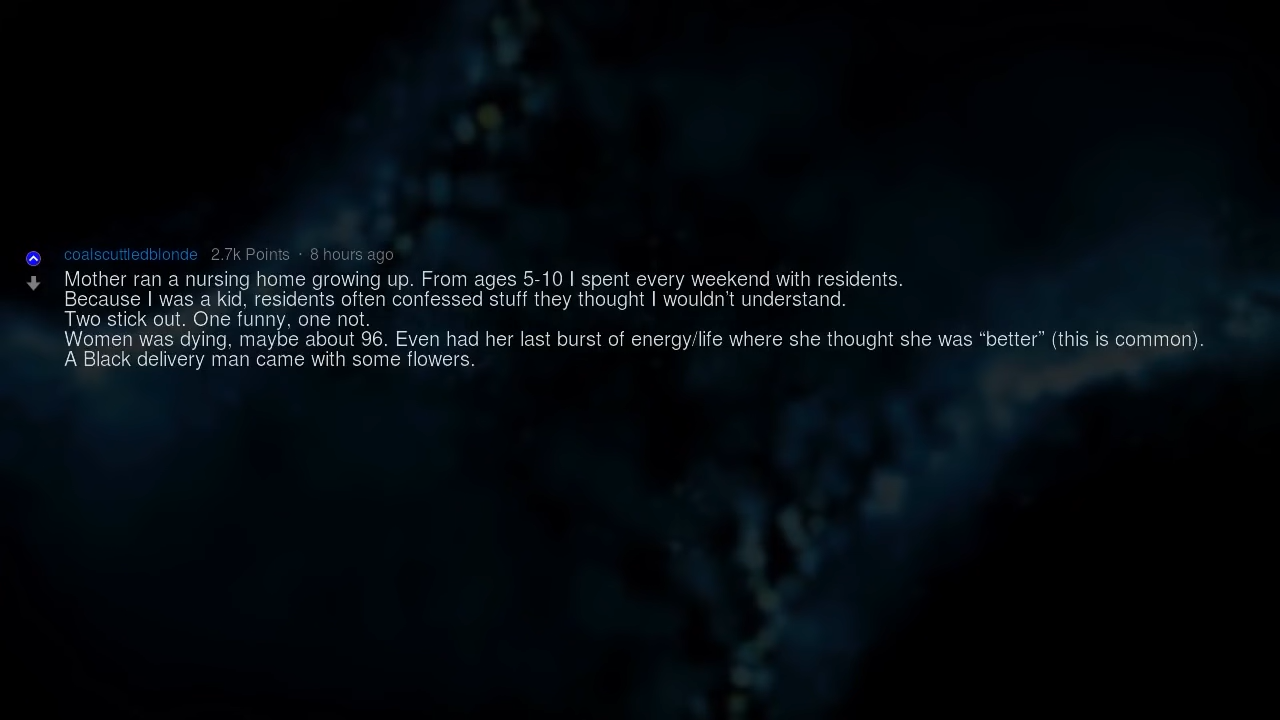 coalscuttledblonde 2.7k Points · 8 hours ago
Mother ran a nursing home growing up. From ages 5-10 I spent every weekend with residents.
Because I was a kid, residents often confessed stuff they thought I wouldn't understand.
Two stick out. One funny, one not.
Women was dying, maybe about 96. Even had her last burst of energy/life where she thought she was “better” (this is common).
A Black delivery man came with some flowers.